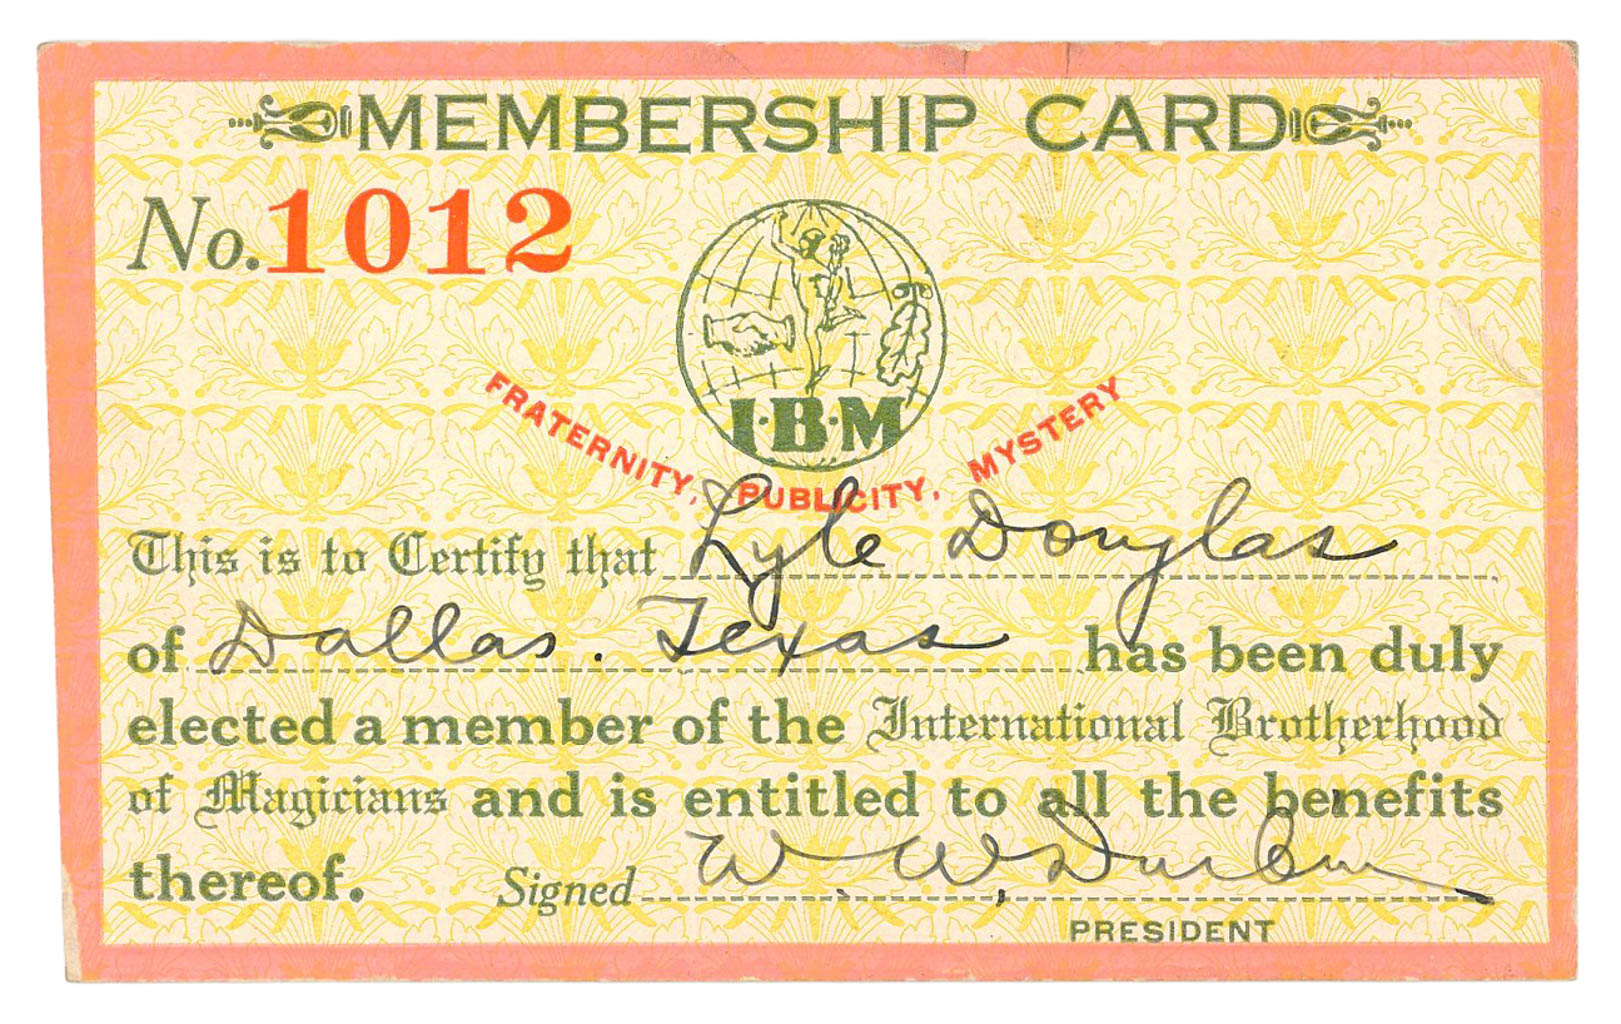 MEMBERSHIP CARD
No. 1012
I·B·M
FRATERNITY, PUBLICITY, MYSTERY
This is to Certify that Lyle Douglas
of Dallas. Texas has been duly
elected a member of the International Brotherhood
of Magicians and is entitled to all the benefits
thereof. Signed W. W. Durbin
PRESIDENT